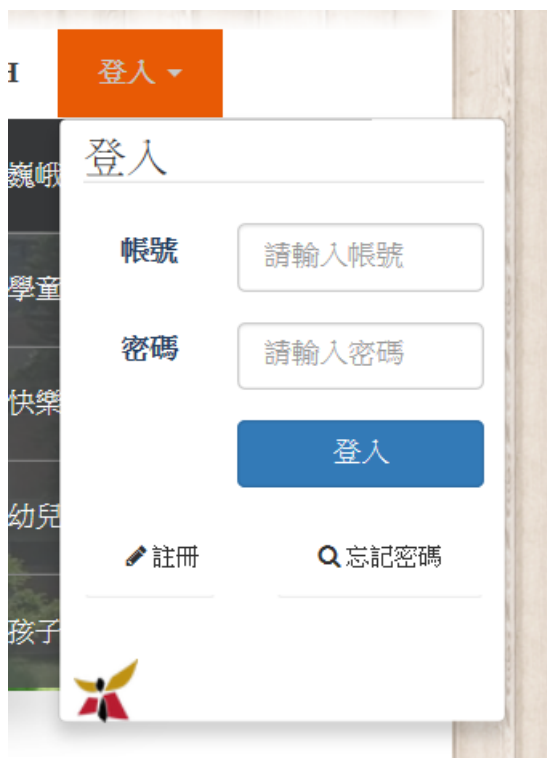 登入
登入
帳號 請輸入帳號
密碼 請輸入密碼
登入
註冊 忘記密碼
巍峨
學童
快樂
幼兒
孩子